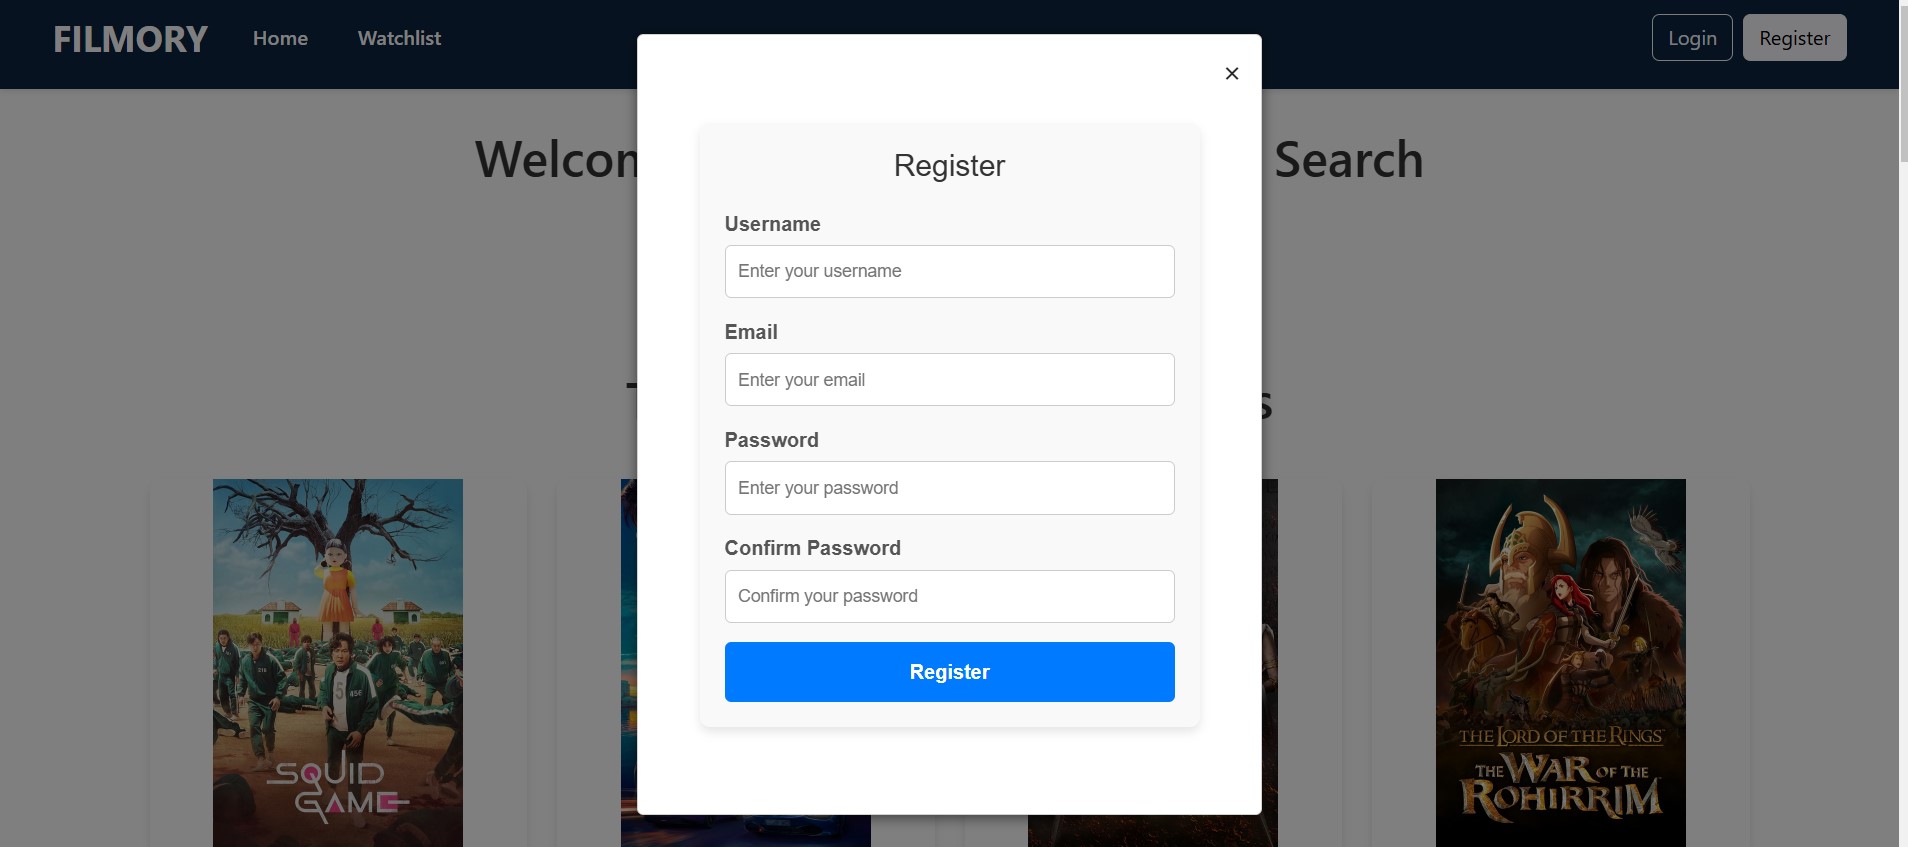 FILMORY Home Watchlist Login Register
×
Search
Register
Username
Enter your username
Email
Enter your email
Password
Enter your password
Confirm Password
Confirm your password
Register
456
SQUID
GAME
THE LORD OF THE RINGS
THE WAR OF THE
ROHIRRIM